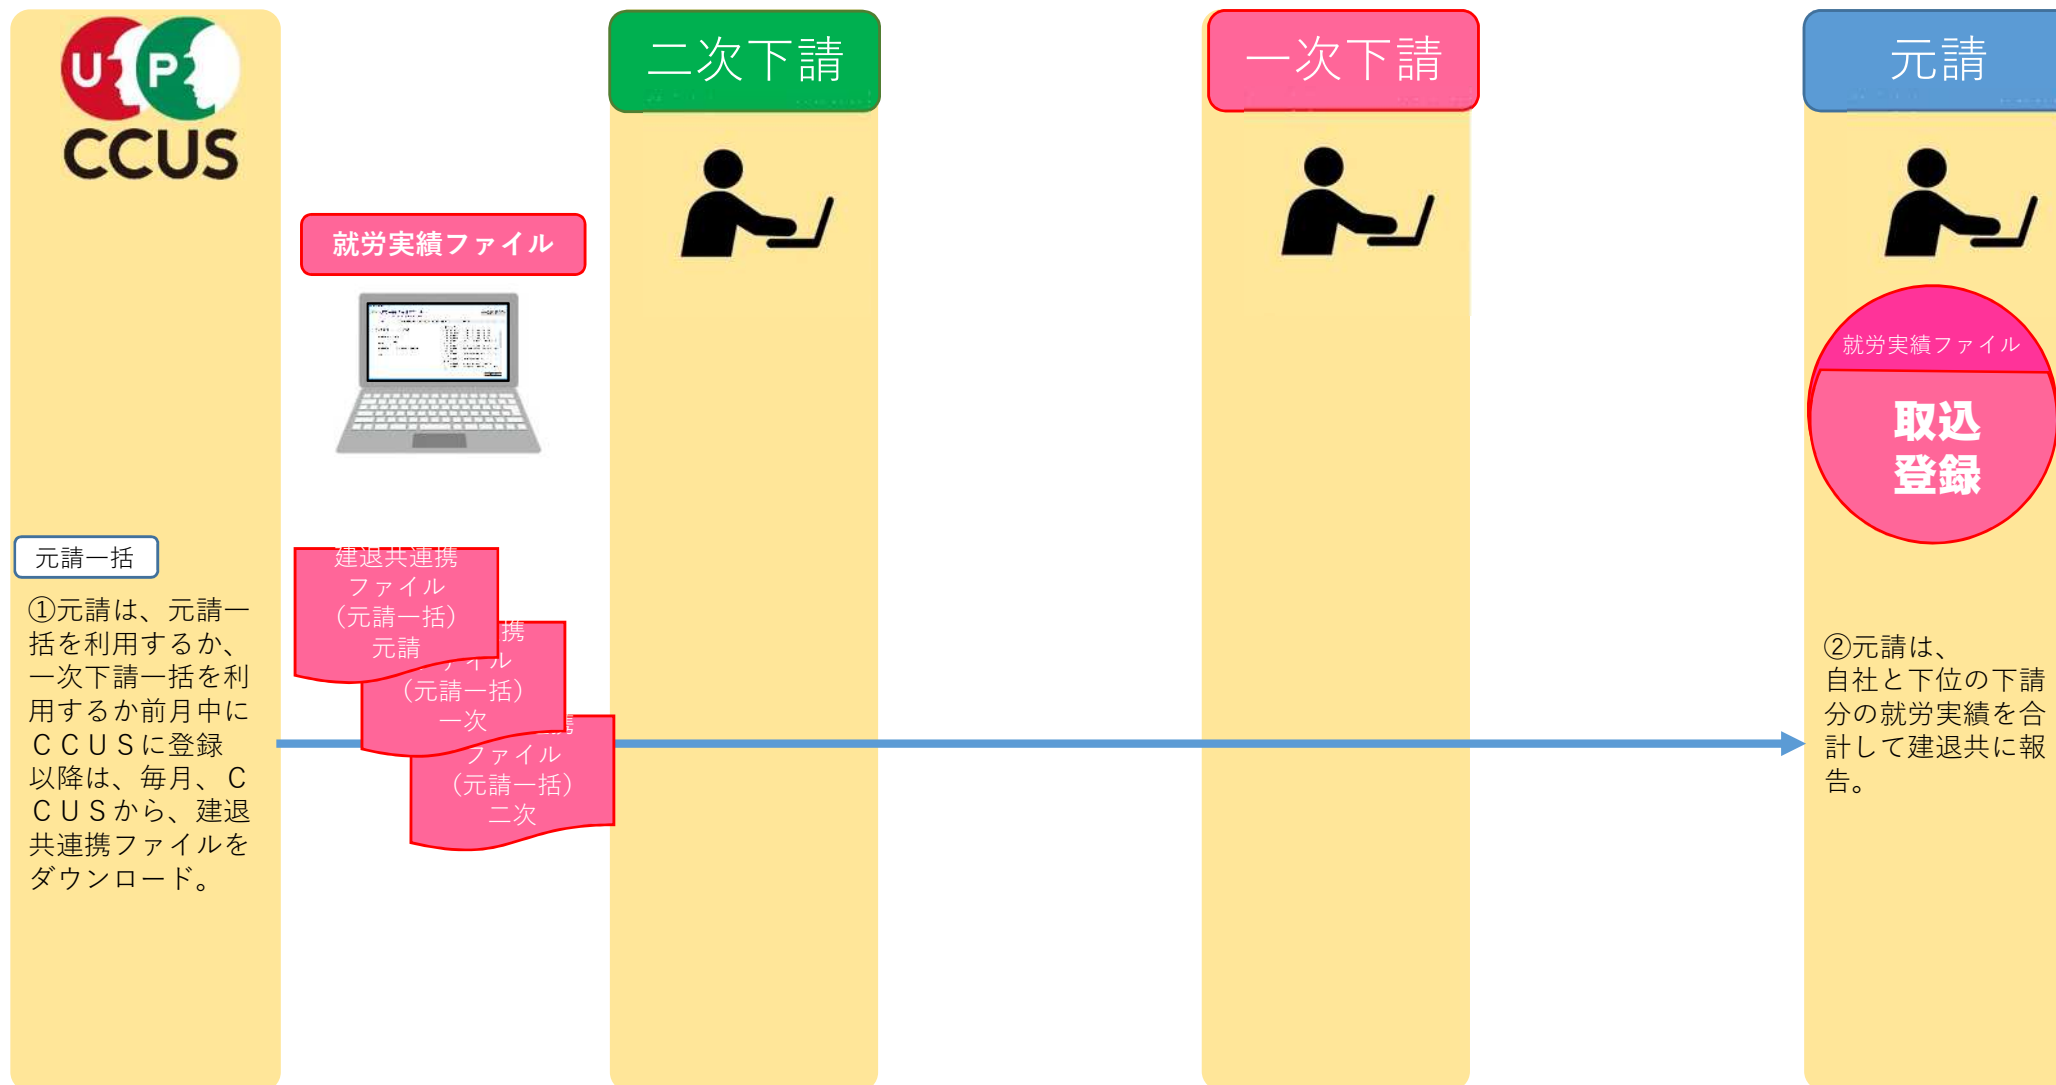 UP
CCUS
二次下請
一次下請
元請
就労実績ファイル
就労実績ファイル
取込
登録
元請一括
①元請は、元請一
括を利用するか、
一次下請一括を利
用するか前月中に
ＣＣＵＳに登録
以降は、毎月、Ｃ
ＣＵＳから、建退
共連携ファイルを
ダウンロード。
建退共連携
ファイル
（元請一括）
元請
携
ァイル
（元請一括）
一次
携
ファイル
（元請一括）
二次
②元請は、
自社と下位の下請
分の就労実績を合
計して建退共に報
告。